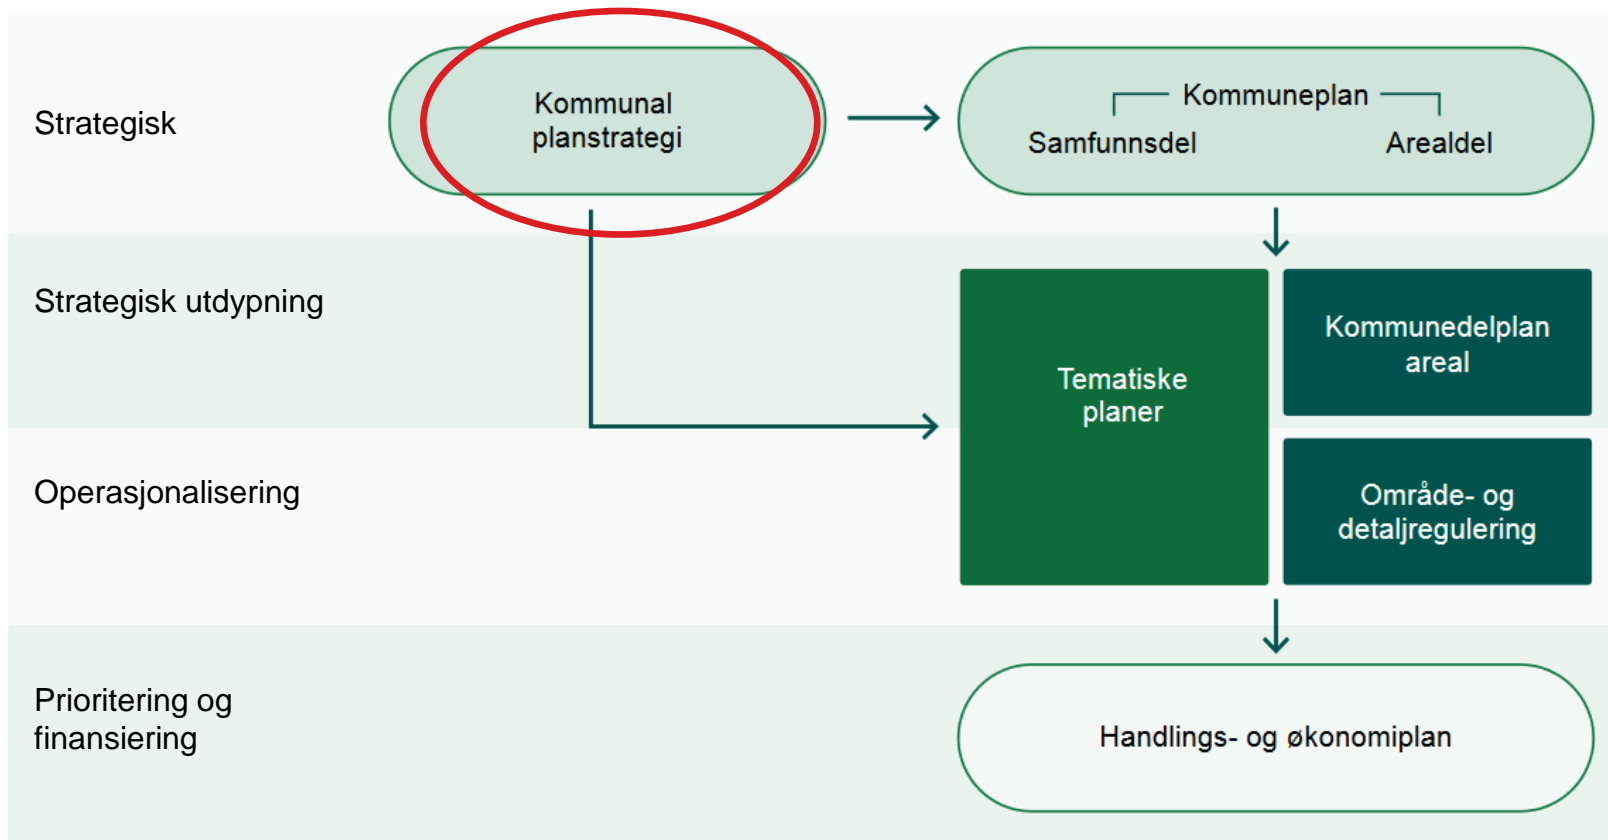 Strategisk
Kommunal
planstrategi
Kommuneplan
Samfunnsdel
Arealdel
Strategisk utdypning
Kommunedelplan
areal
Tematiske
planer
Operasjonalisering
Område- og
detaljregulering
Prioritering og
finansiering
Handlings- og økonomiplan